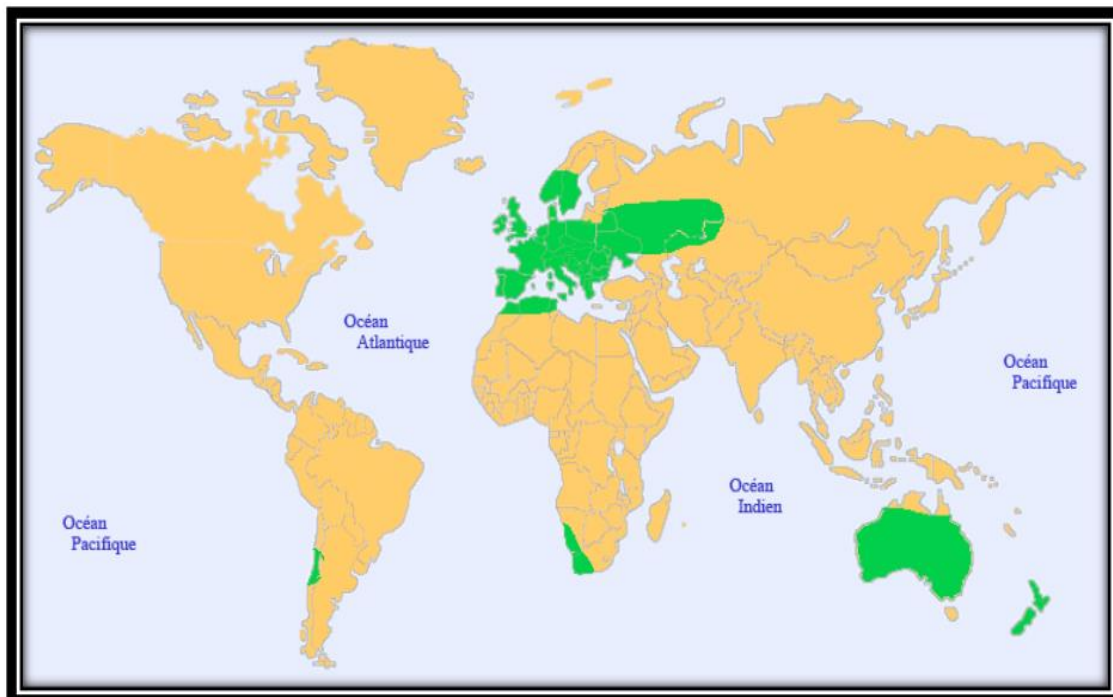 Océan
Atlantique
Océan
Pacifique
Océan
Indien
Océan
Pacifique